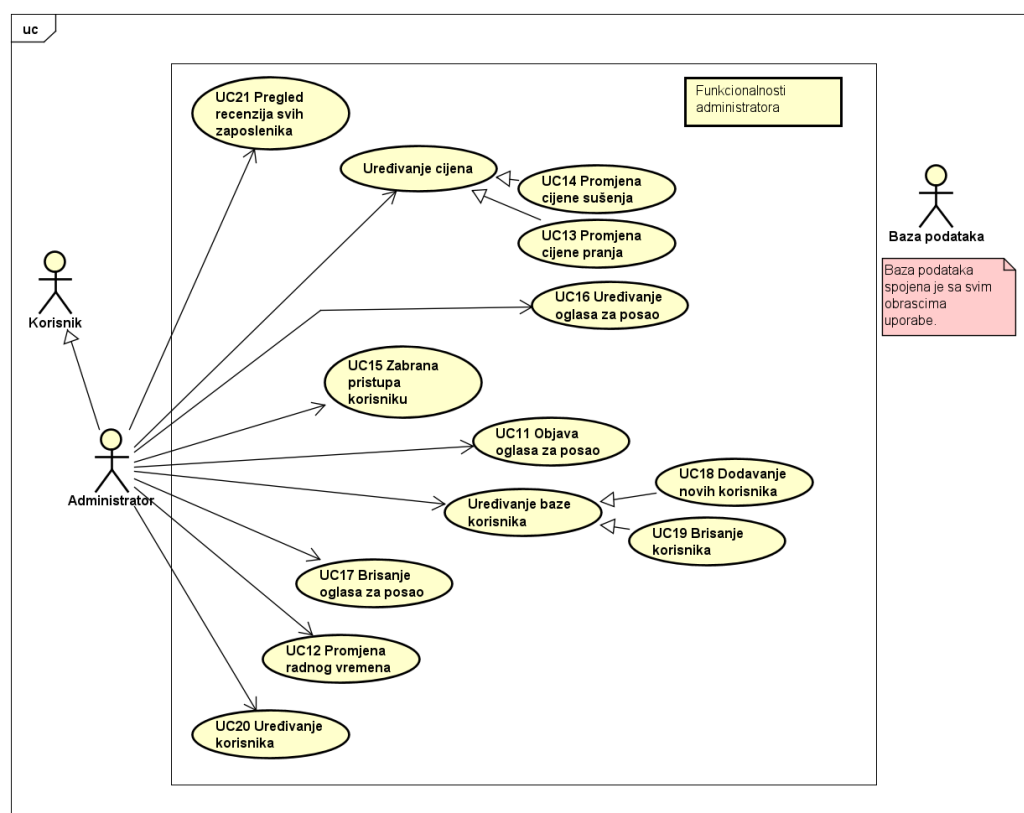 uc
UC21 Pregled
recenzija svih
zaposlenika
Funkcionalnosti
administratora
Uređivanje cijena
UC14 Promjena
cijene sušenja
UC13 Promjena
cijene pranja
Baza podataka
Baza podataka
spojena je sa svim
obrascima
uporabe.
Korisnik
UC16 Uređivanje
oglasa za posao
UC15 Zabrana
pristupa
korisniku
UC11 Objava
oglasa za posao
Administrator
UC18 Dodavanje
novih korisnika
Uređivanje baze
korisnika
UC19 Brisanje
korisnika
UC17 Brisanje
oglasa za posao
UC12 Promjena
radnog vremena
UC20 Uređivanje
korisnika